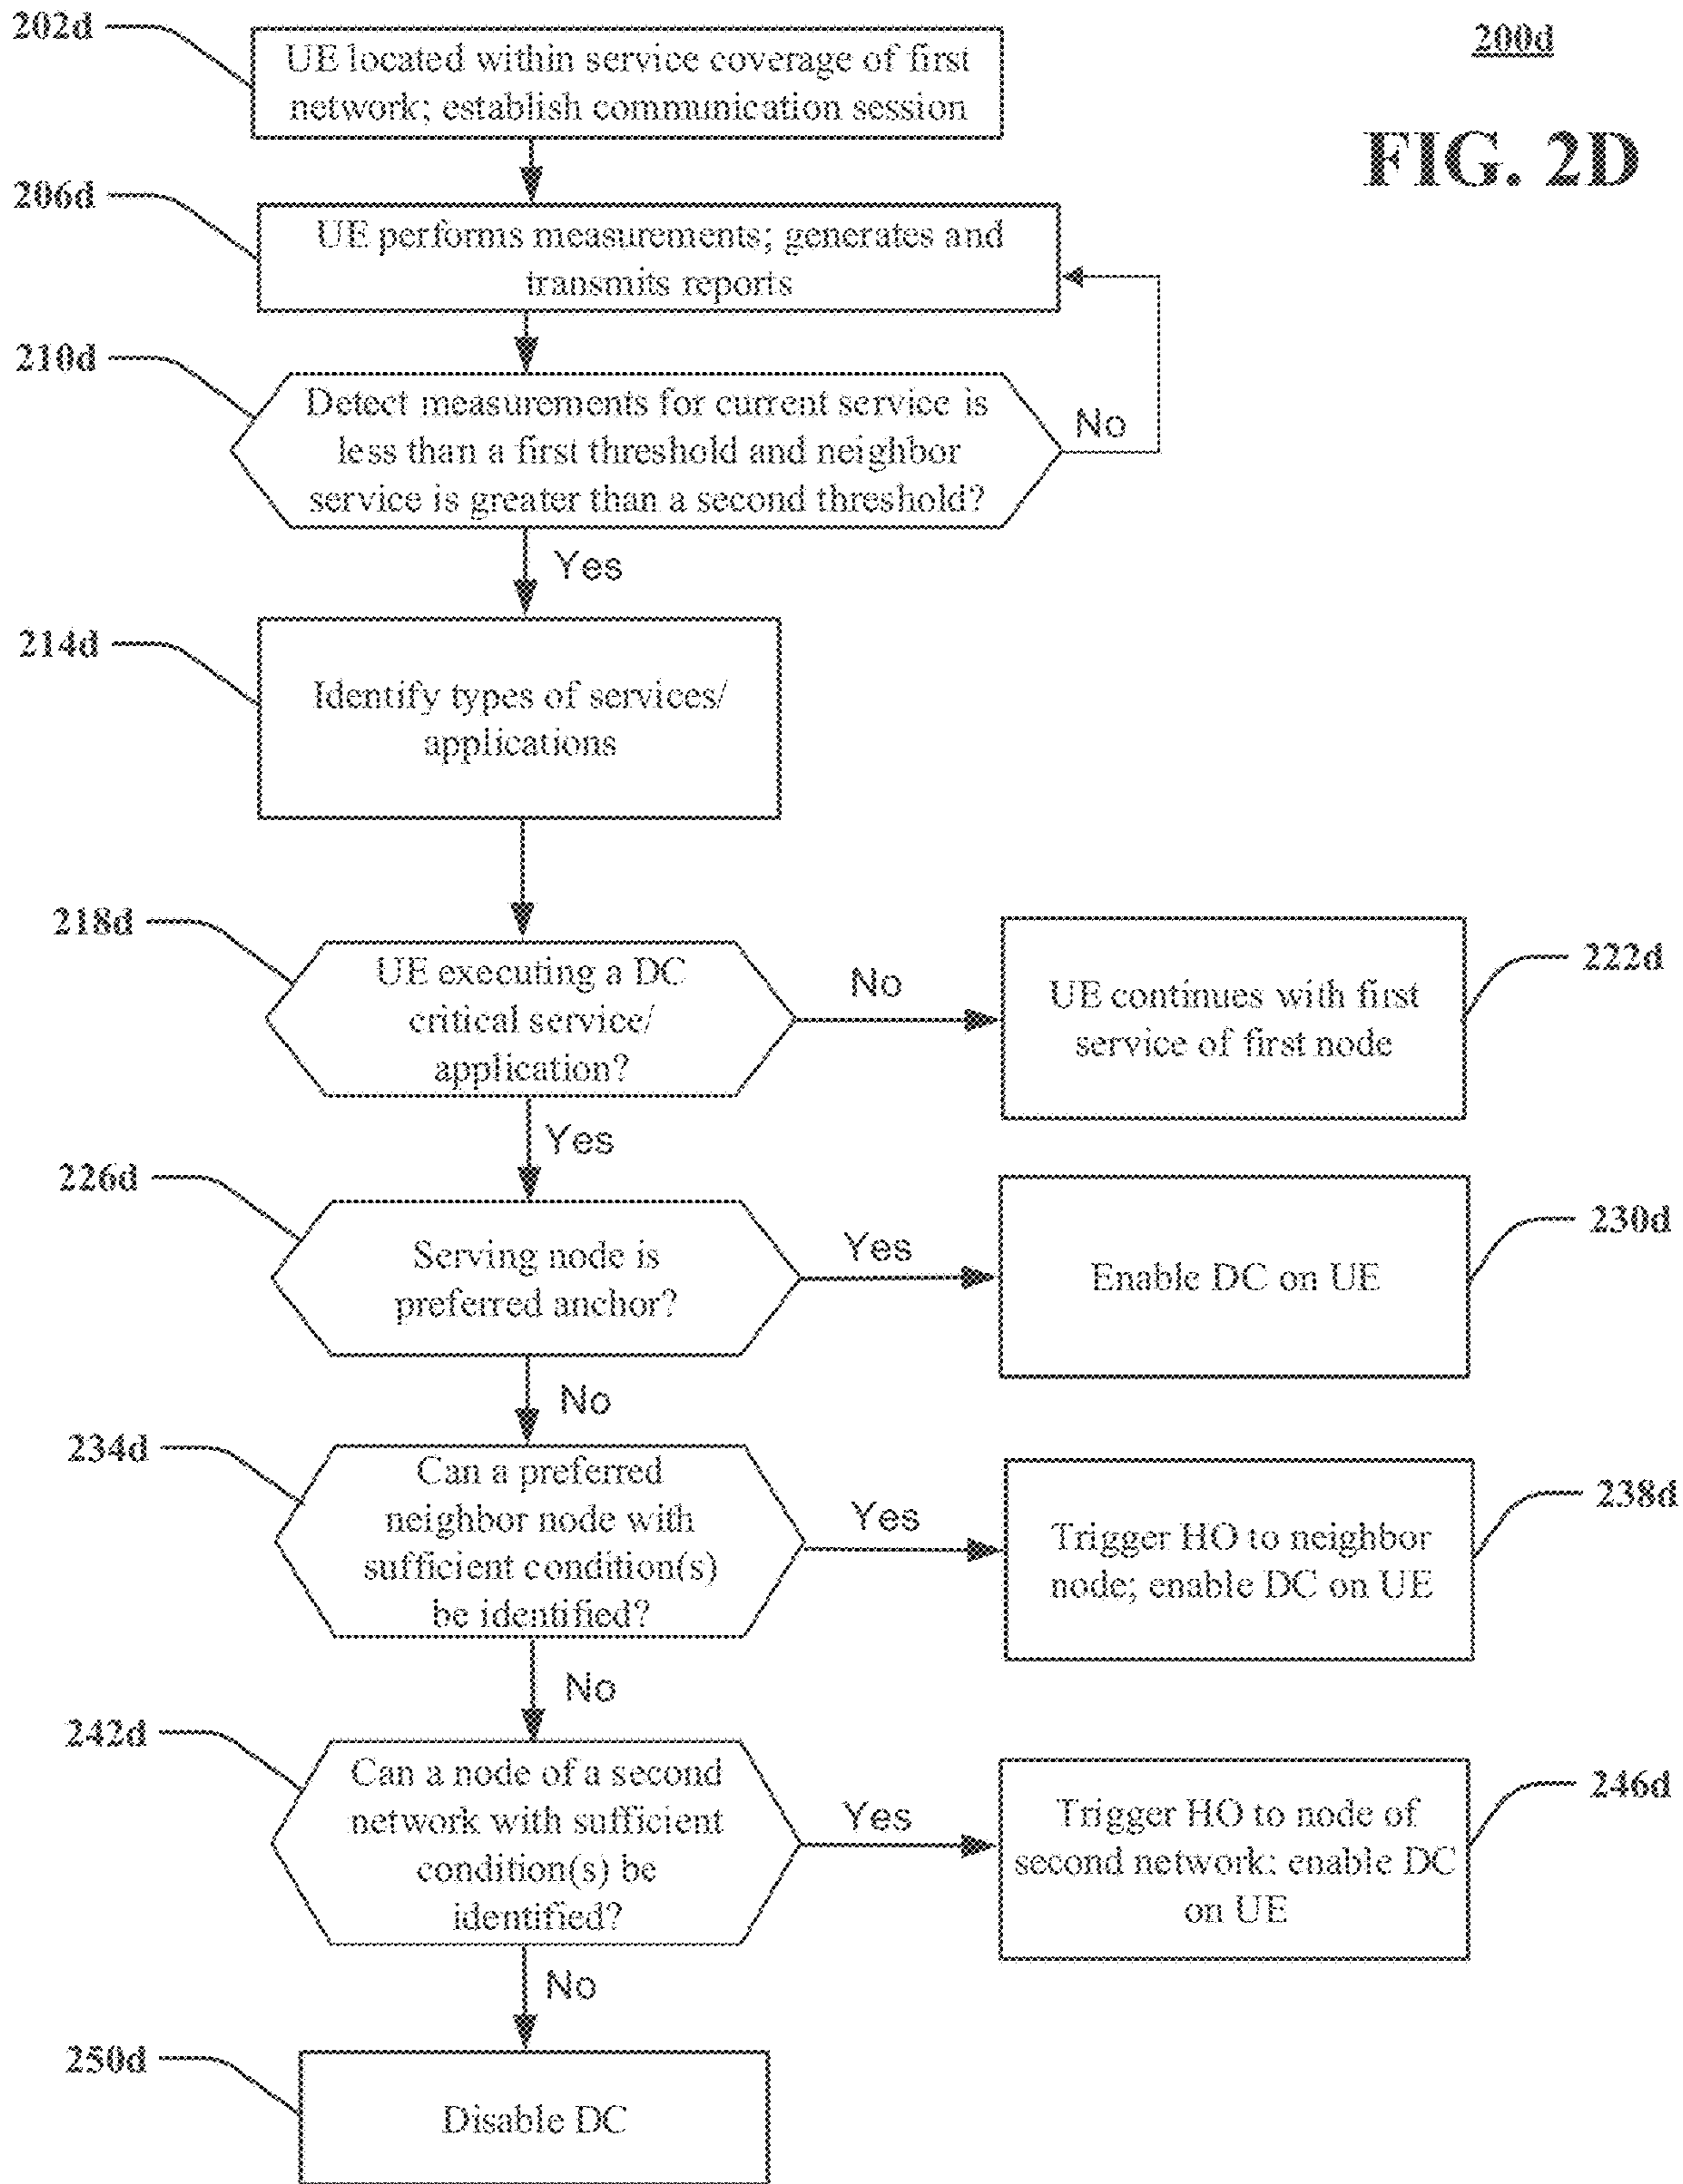 202d
200d
UE located within service coverage of first
network; establish communication session
FIG. 2D
206d
UE performs measurements; generates and
transmits reports
210d
Detect measurements for current service is
less than a first threshold and neighbor
service is greater than a second threshold?
No
Yes
214d
Identify types of services/
applications
218d
UE executing a DC
critical service/
application?
No
UE continues with first
service of first node
222d
Yes
226d
Serving node is
preferred anchor?
Yes
Enable DC on UE
230d
No
234d
Can a preferred
neighbor node with
sufficient condition(s)
be identified?
Yes
Trigger HO to neighbor
node; enable DC on UE
238d
No
242d
Can a node of a second
network with sufficient
condition(s) be
identified?
Yes
Trigger HO to node of
second network; enable DC
on UE
246d
No
250d
Disable DC